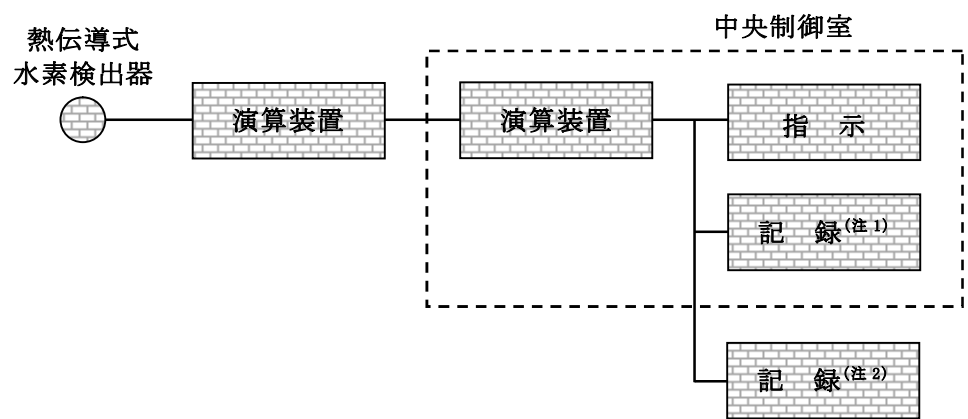 中央制御室
熱伝導式
水素検出器
演算装置
演算装置
指 示
記 録(注1)
記 録(注2)